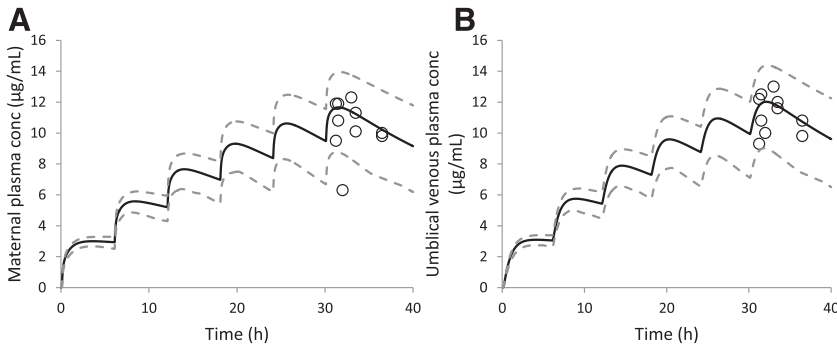 A
Maternal plasma conc (µg/mL)
16
14
12
10
8
6
4
2
0
0 10 20 30 40
Time (h)
B
Umblical venous plasma conc
(µg/mL)
16
14
12
10
8
6
4
2
0
0 10 20 30 40
Time (h)